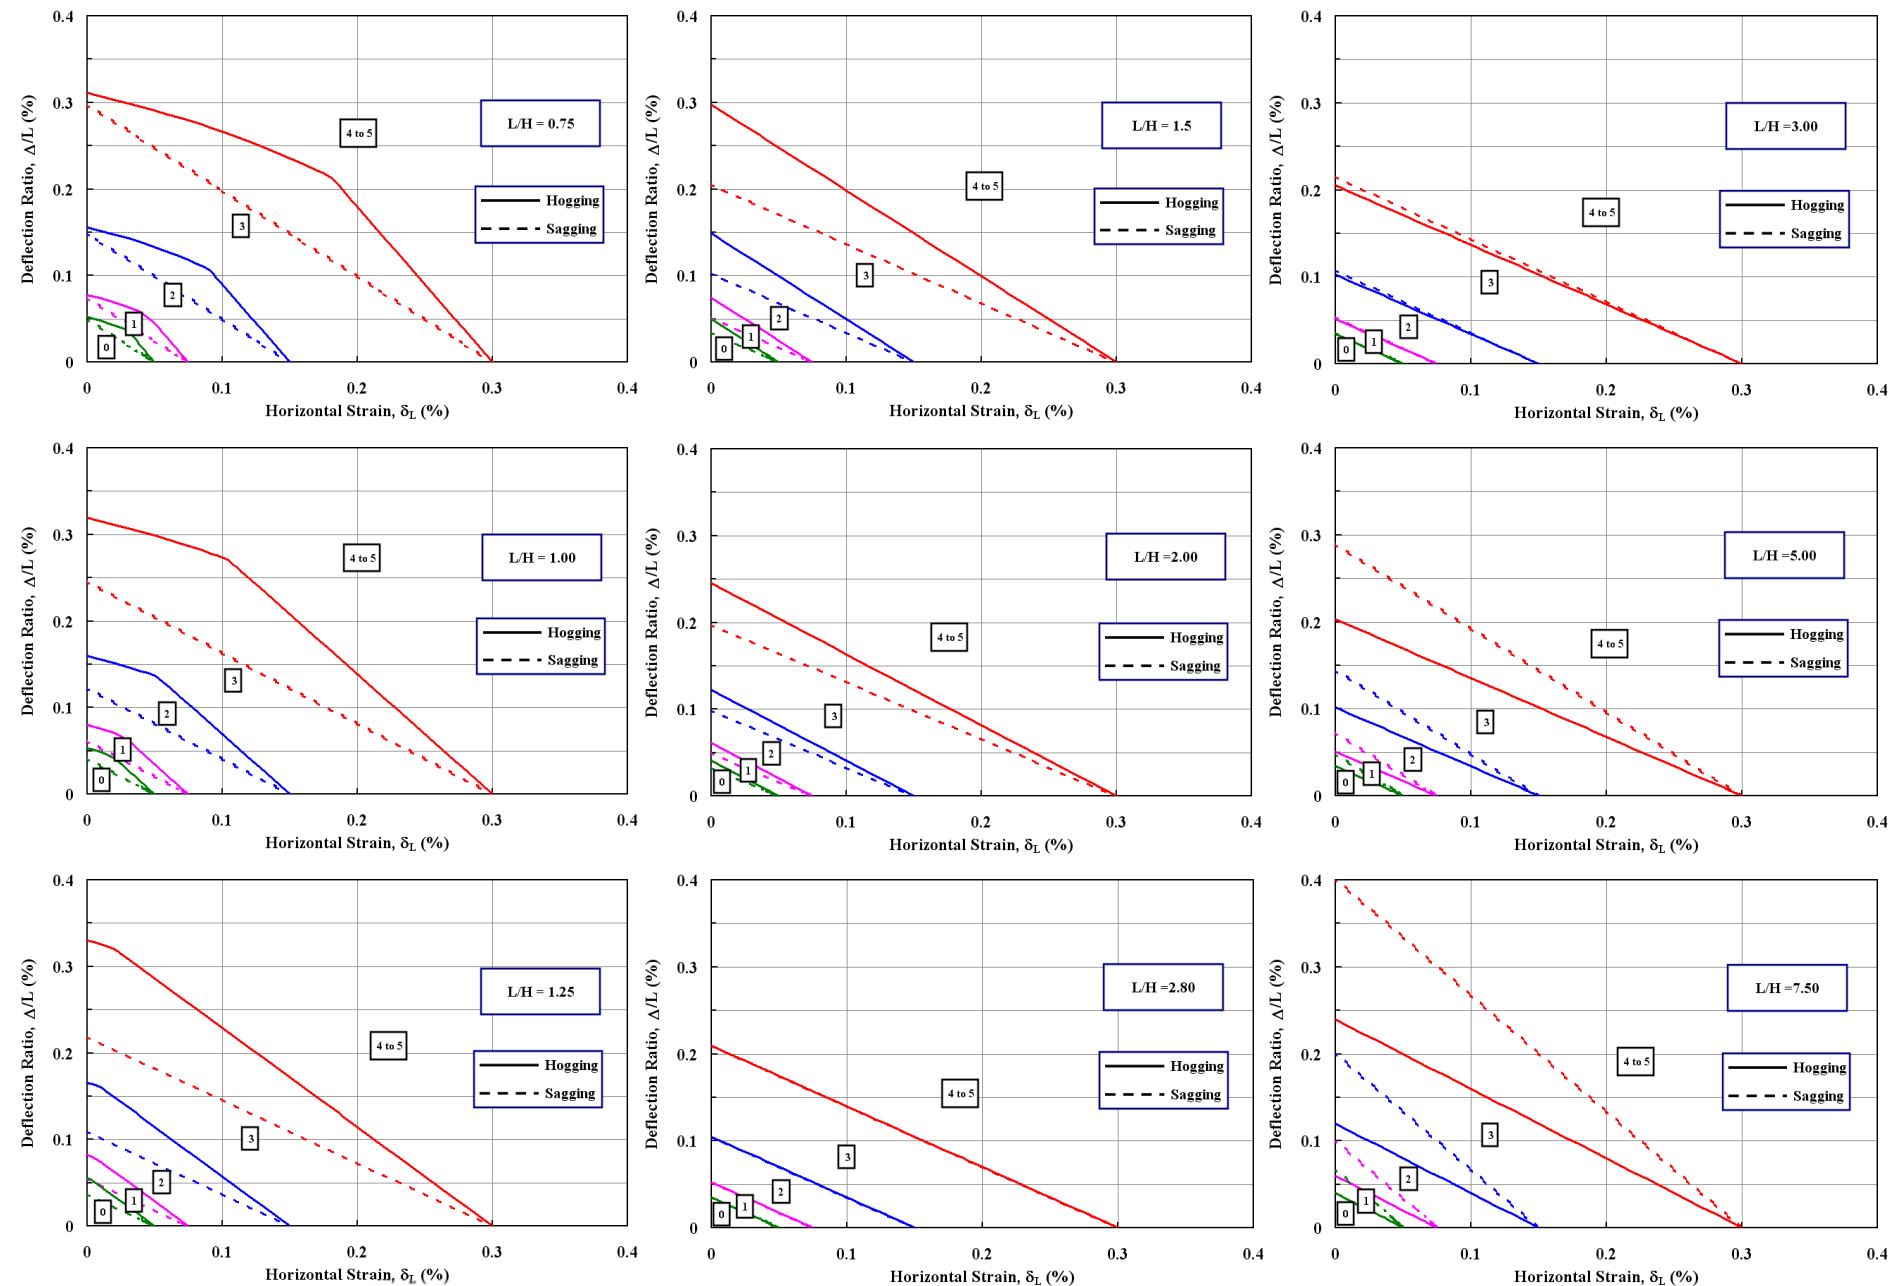 0.4
0.3
0.2
0.1
0
0
0.1
0.2
0.3
0.4
Deflection Ratio, Δ/L (%)
Horizontal Strain, δL (%)
L/H = 0.75
Hogging
Sagging
4 to 5
3
2
1
0
0.4
0.3
0.2
0.1
0
0
0.1
0.2
0.3
0.4
Deflection Ratio, Δ/L (%)
Horizontal Strain, δL (%)
L/H = 1.5
Hogging
Sagging
4 to 5
3
2
1
0
0.4
0.3
0.2
0.1
0
0
0.1
0.2
0.3
0.4
Deflection Ratio, Δ/L (%)
Horizontal Strain, δL (%)
L/H =3.00
Hogging
Sagging
4 to 5
3
2
1
0
0.4
0.3
0.2
0.1
0
0
0.1
0.2
0.3
0.4
Deflection Ratio, Δ/L (%)
Horizontal Strain, δL (%)
L/H = 1.00
Hogging
Sagging
4 to 5
3
2
1
0
0.4
0.3
0.2
0.1
0
0
0.1
0.2
0.3
0.4
Deflection Ratio, Δ/L (%)
Horizontal Strain, δL (%)
L/H =2.00
Hogging
Sagging
4 to 5
3
2
1
0
0.4
0.3
0.2
0.1
0
0
0.1
0.2
0.3
0.4
Deflection Ratio, Δ/L (%)
Horizontal Strain, δL (%)
L/H =5.00
Hogging
Sagging
4 to 5
3
2
1
0
0.4
0.3
0.2
0.1
0
0
0.1
0.2
0.3
0.4
Deflection Ratio, Δ/L (%)
Horizontal Strain, δL (%)
L/H = 1.25
Hogging
Sagging
4 to 5
3
2
1
0
0.4
0.3
0.2
0.1
0
0
0.1
0.2
0.3
0.4
Deflection Ratio, Δ/L (%)
Horizontal Strain, δL (%)
L/H =2.80
Hogging
Sagging
4 to 5
3
2
1
0
0.4
0.3
0.2
0.1
0
0
0.1
0.2
0.3
0.4
Deflection Ratio, Δ/L (%)
Horizontal Strain, δL (%)
L/H =7.50
Hogging
Sagging
4 to 5
3
2
1
0